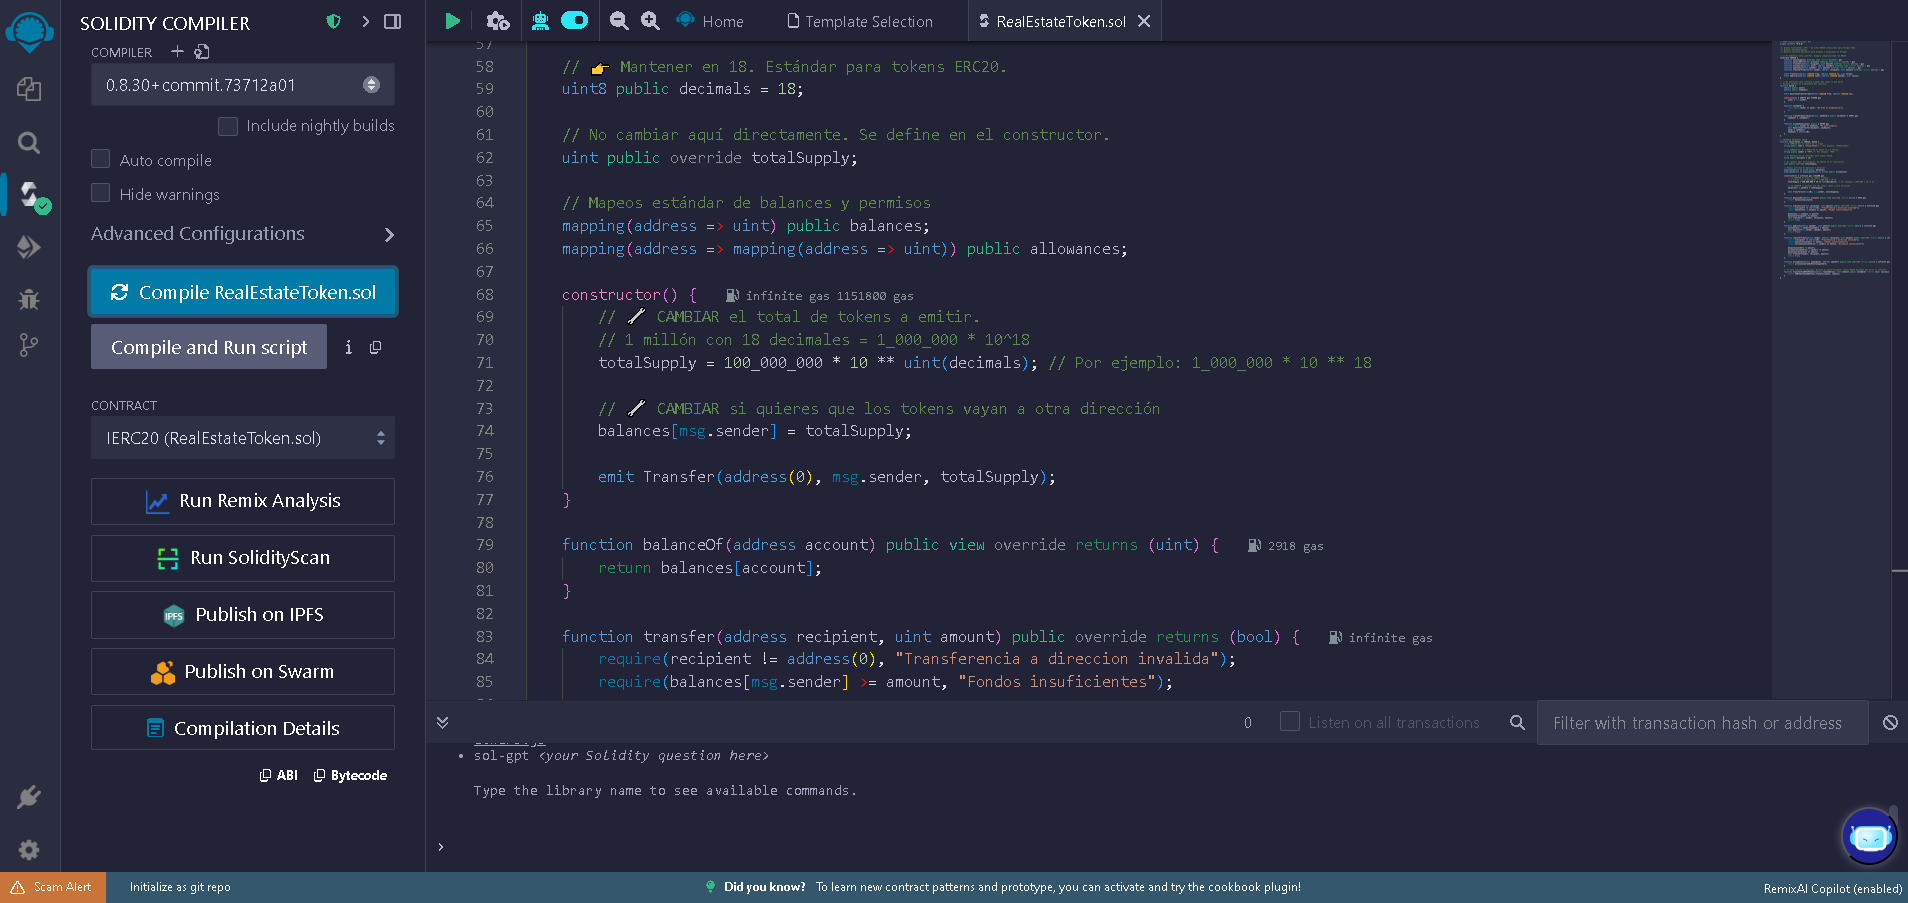 SOLIDITY COMPILER
COMPILER
0.8.30+commit.73712a01
Include nightly builds
Auto compile
Hide warnings
Advanced Configurations
Compile RealEstateToken.sol
Compile and Run script
i
CONTRACT
IERC20 (RealEstateToken.sol)
Run Remix Analysis
Run SolidityScan
IPFS
Publish on IPFS
Publish on Swarm
Compilation Details
ABI Bytecode
Home Template Selection RealEstateToken.sol
57
58 // 👉 Mantener en 18. Estándar para tokens ERC20.
59 uint8 public decimals = 18;
60
61 // No cambiar aquí directamente. Se define en el constructor.
62 uint public override totalSupply;
63
64 // Mapeos estándar de balances y permisos
65 mapping(address => uint) public balances;
66 mapping(address => mapping(address => uint)) public allowances;
67
68 constructor() { infinite gas 1151800 gas
69 // 🔧 CAMBIAR el total de tokens a emitir.
70 // 1 millón con 18 decimales = 1_000_000 * 10^18
71 totalSupply = 100_000_000 * 10 ** uint(decimals); // Por ejemplo: 1_000_000 * 10 ** 18
72
73 // 🔧 CAMBIAR si quieres que los tokens vayan a otra dirección
74 balances[msg.sender] = totalSupply;
75
76 emit Transfer(address(0), msg.sender, totalSupply);
77 }
78
79 function balanceOf(address account) public view override returns (uint) { 2918 gas
80 return balances[account];
81 }
82
83 function transfer(address recipient, uint amount) public override returns (bool) { infinite gas
84 require(recipient != address(0), "Transferencia a direccion invalida");
85 require(balances[msg.sender] >= amount, "Fondos insuficientes");
0 Listen on all transactions Filter with transaction hash or address
• sol-gpt <your Solidity question here>
Type the library name to see available commands.
>
Scam Alert Initialize as git repo Did you know? To learn new contract patterns and prototype, you can activate and try the cookbook plugin! RemixAI Copilot (enabled)